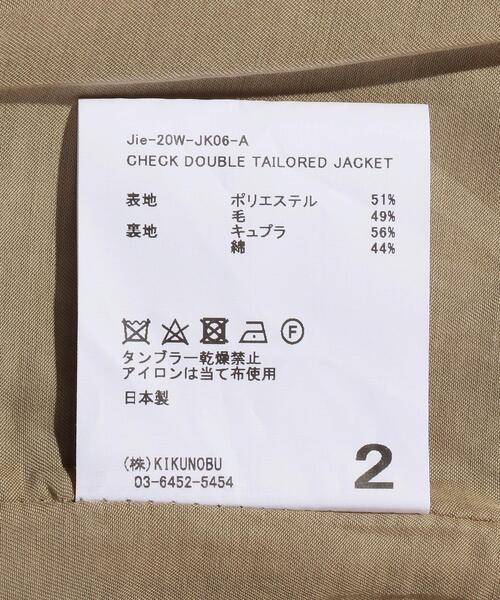 Jie-20W-JK06-A
CHECK DOUBLE TAILORED JACKET
表地 ポリエステル 51%
毛 49%
裏地 キュプラ 56%
綿 44%
F
タンブラー乾燥禁止
アイロンは当て布使用
日本製
(株)KIKUNOBU
03-6452-5454
2